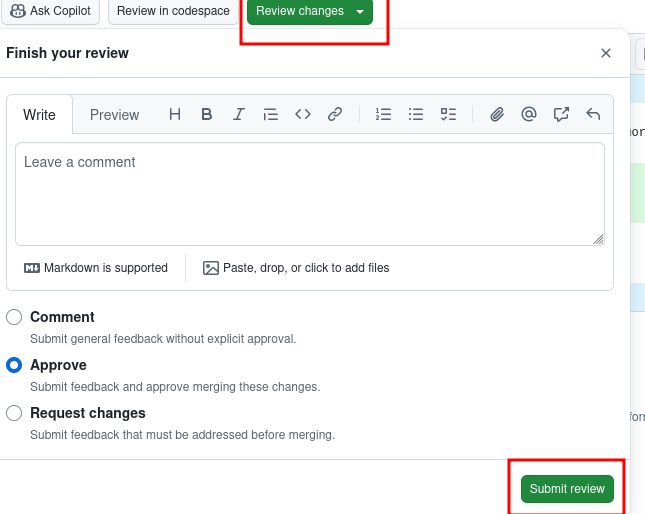 Ask Copilot
Review in codespace
Review changes
Finish your review
Write
Preview
Leave a comment
Markdown is supported
Paste, drop, or click to add files
Comment
Submit general feedback without explicit approval.
Approve
Submit feedback and approve merging these changes.
Request changes
Submit feedback that must be addressed before merging.
Submit review